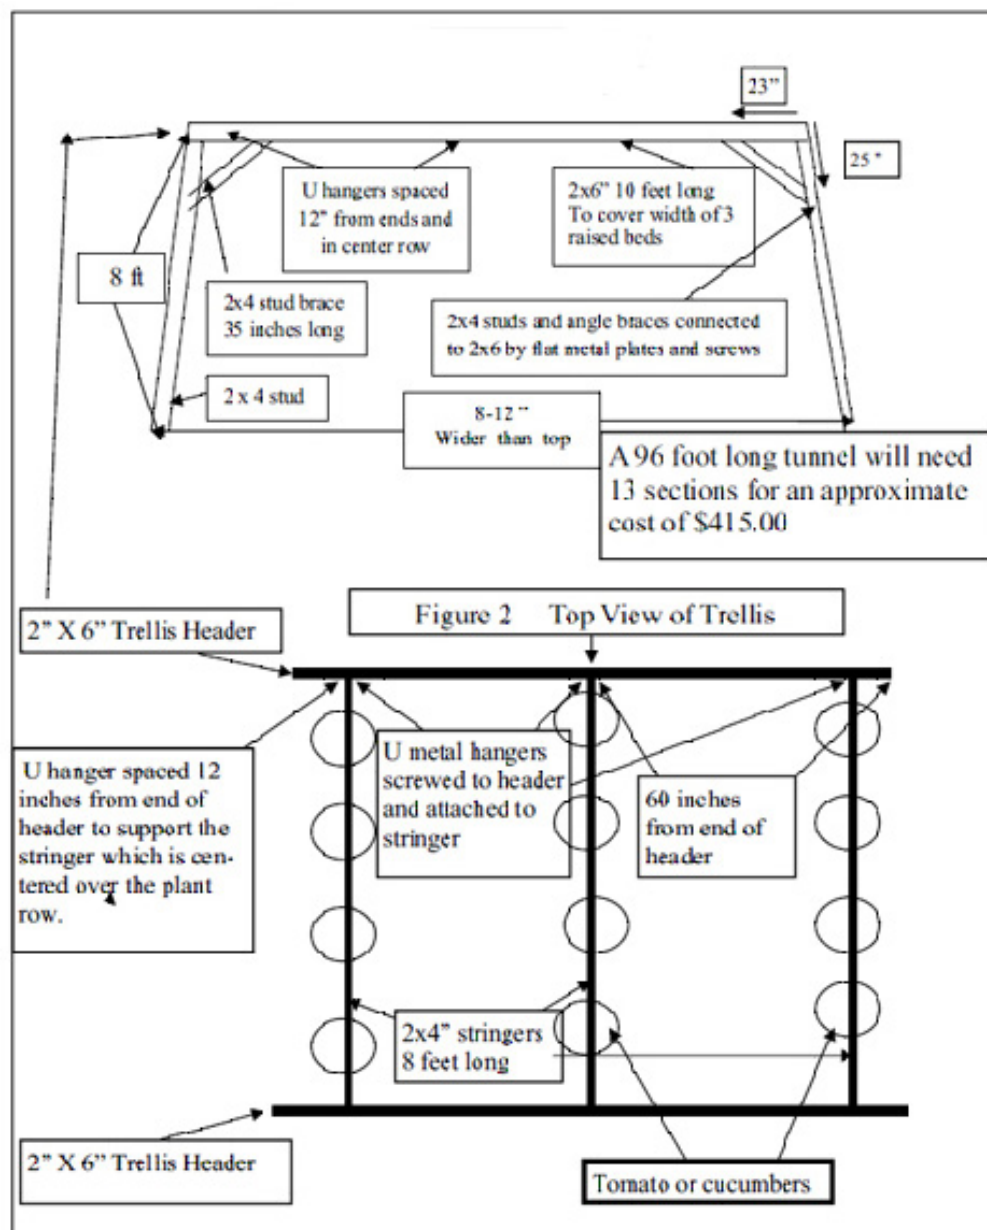 23”
25 "
U hangers spaced
12” from ends and
in center row
2x6” 10 feet long
To cover width of 3
raised beds
8 ft
2x4 stud brace
35 inches long
2x4 studs and angle braces connected
to 2x6 by flat metal plates and screws
2 x 4 stud
8-12 "
Wider than top
A 96 foot long tunnel will need
13 sections for an approximate
cost of $415.00
Figure 2 Top View of Trellis
2” X 6” Trellis Header
U hanger spaced 12
inches from end of
header to support the
stringer which is cen-
tered over the plant
row.
U metal hangers
screwed to header
and attached to
stringer
60 inches
from end of
header
2x4” stringers
8 feet long
2” X 6” Trellis Header
Tomato or cucumbers